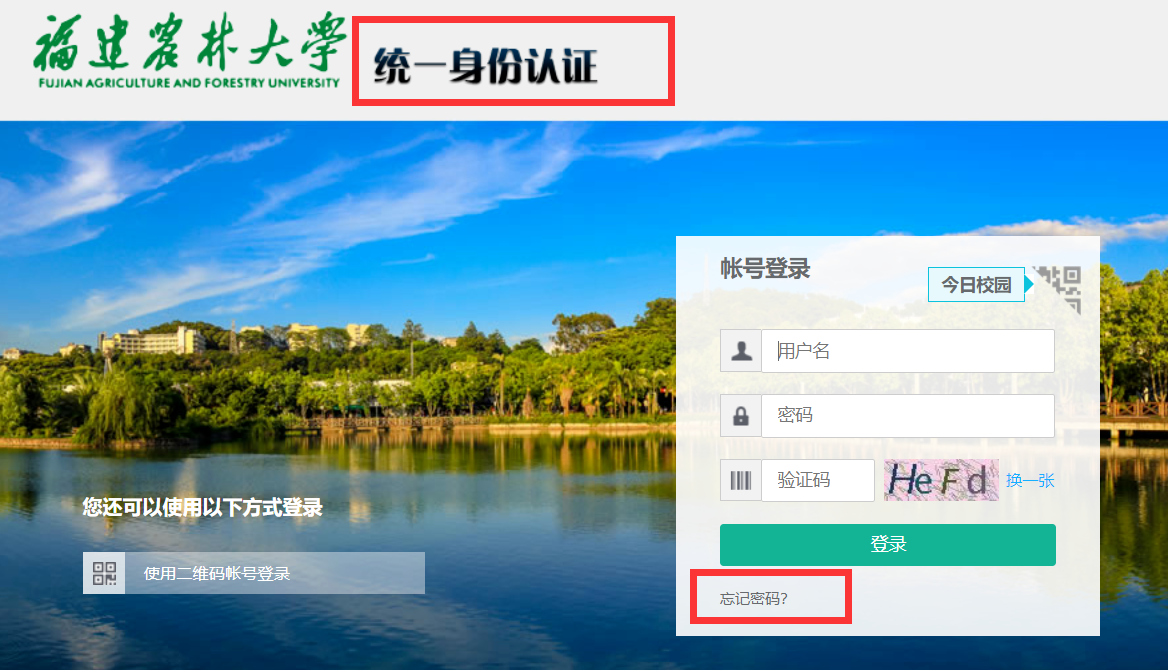 福建农林大学
FUJIAN AGRICULTURE AND FORESTRY UNIVERSITY
统一身份认证
帐号登录
今日校园
用户名
密码
验证码
HeFd
换一张
登录
忘记密码?
您还可以使用以下方式登录
使用二维码帐号登录